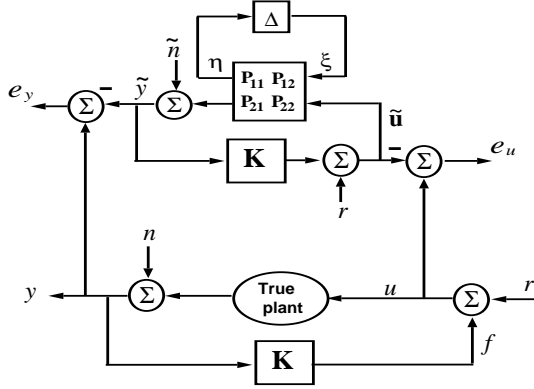 Δ
ñ η ξ
P₁₁ P₁₂
P₂₁ P₂₂
e_y − Σ ỹ Σ
ũ
K Σ − Σ e_u
r
n
y Σ True plant u Σ r
K f